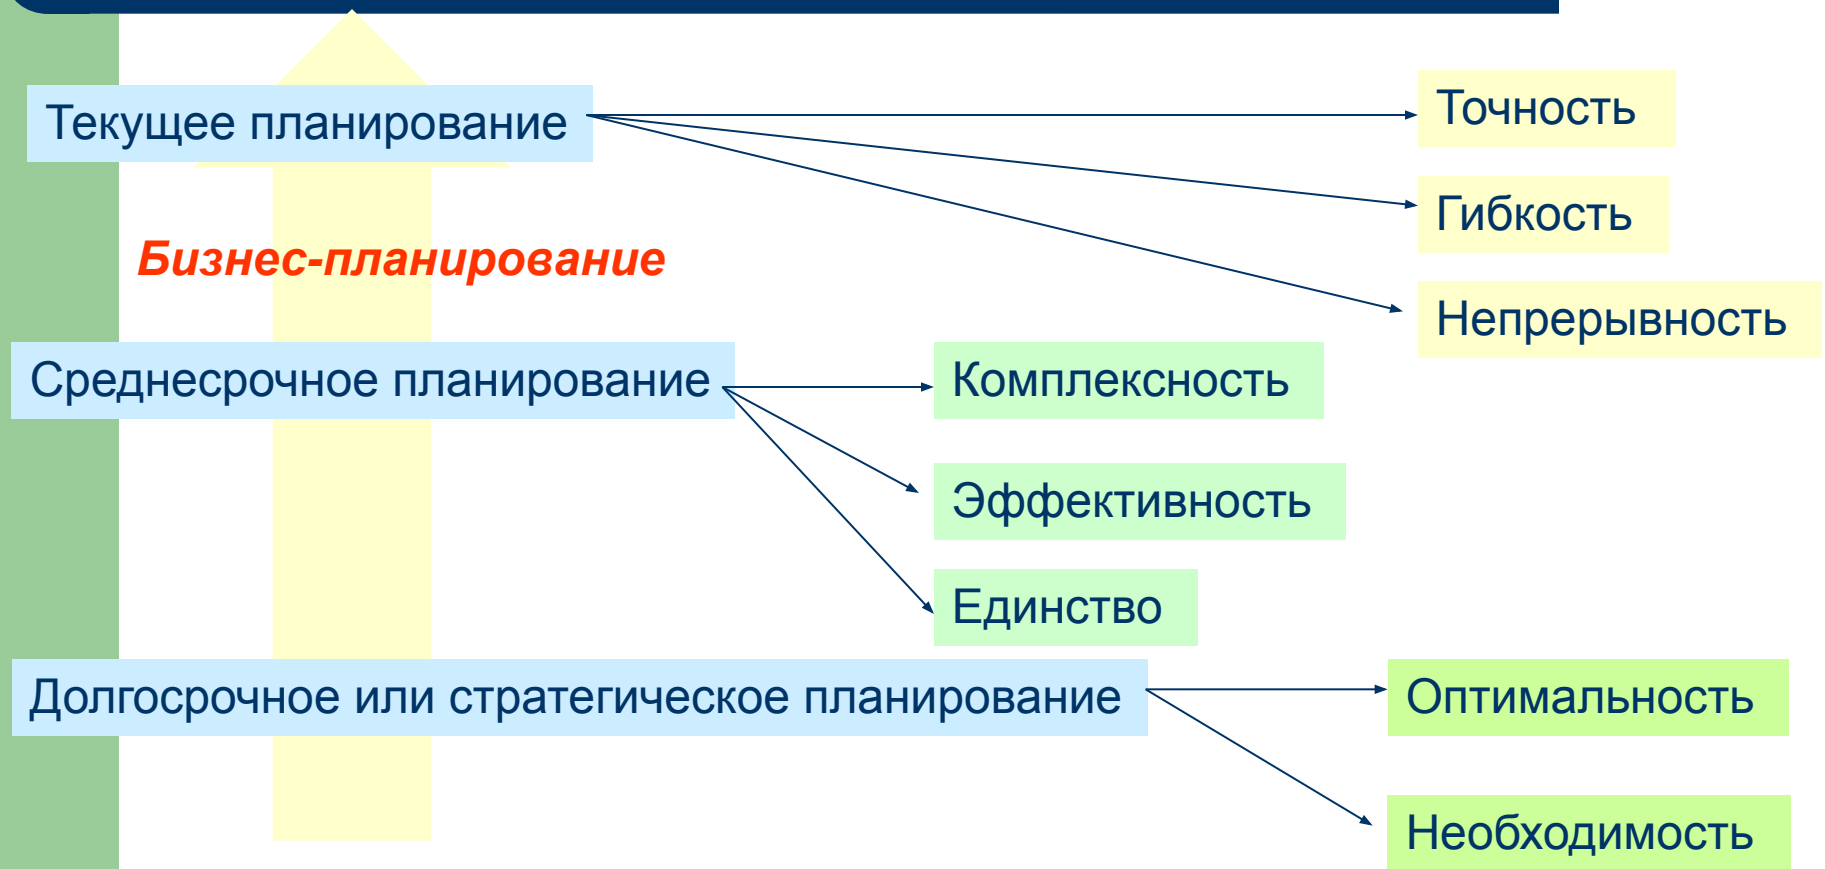 Текущее планирование
Точность
Гибкость
Бизнес-планирование
Непрерывность
Среднесрочное планирование
Комплексность
Эффективность
Единство
Долгосрочное или стратегическое планирование
Оптимальность
Необходимость